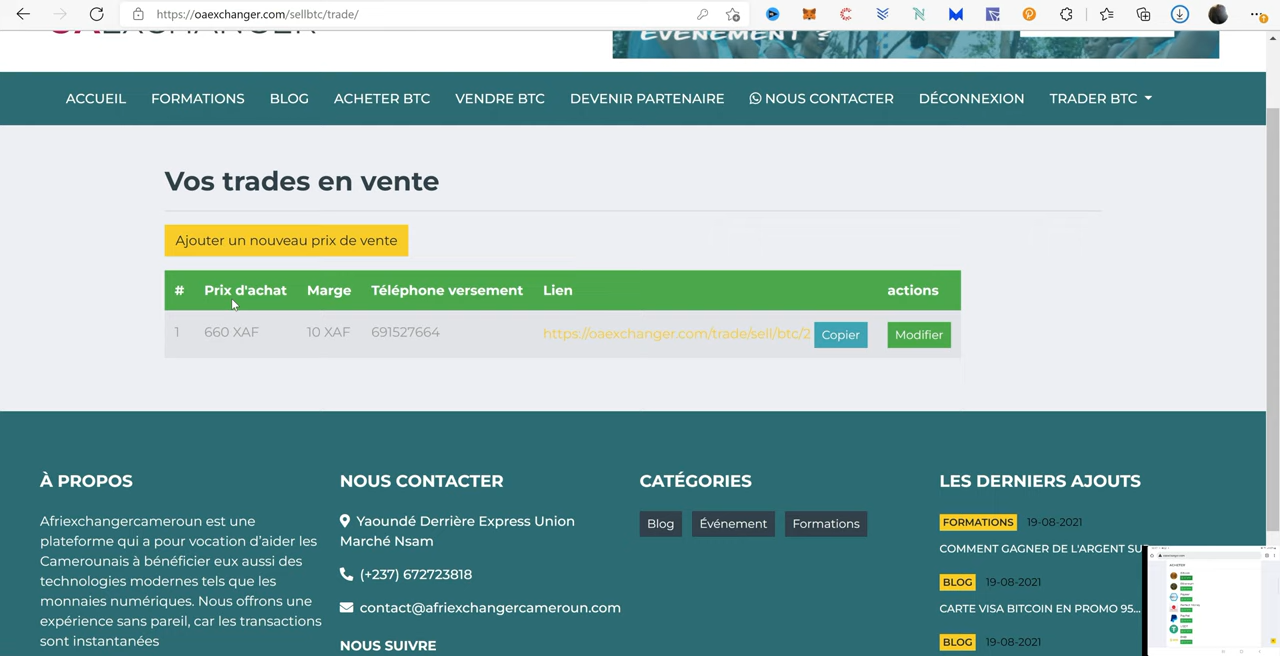 https://oaexchanger.com/sellbtc/trade/
EVENEMENT ?
ACCUEIL FORMATIONS BLOG ACHETER BTC VENDRE BTC DEVENIR PARTENAIRE NOUS CONTACTER DÉCONNEXION TRADER BTC
Vos trades en vente
Ajouter un nouveau prix de vente
# Prix d'achat Marge Téléphone versement Lien actions
1 660 XAF 10 XAF 691527664 https://oaexchanger.com/trade/sell/btc/2 Copier Modifier
À PROPOS
Afriexchangercameroun est une
plateforme qui a pour vocation d’aider les
Camerounais à bénéficier eux aussi des
technologies modernes tels que les
monnaies numériques. Nous offrons une
expérience sans pareil, car les transactions
sont instantanées
NOUS CONTACTER
Yaoundé Derrière Express Union
Marché Nsam
(+237) 672723818
contact@afriexchangercameroun.com
NOUS SUIVRE
CATÉGORIES
Blog Événement Formations
LES DERNIERS AJOUTS
FORMATIONS 19-08-2021
COMMENT GAGNER DE L'ARGENT SU
BLOG 19-08-2021
CARTE VISA BITCOIN EN PROMO 95...
BLOG 19-08-2021